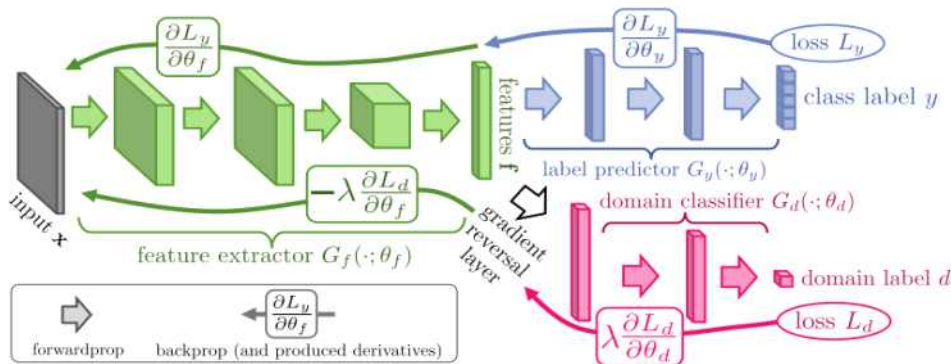 ∂L_y/∂θ_f
∂L_y/∂θ_y
loss L_y
features f
class label y
label predictor G_y(·; θ_y)
input x
−λ ∂L_d/∂θ_f
feature extractor G_f(·; θ_f)
gradient
reversal
layer
domain classifier G_d(·; θ_d)
domain label d
λ ∂L_d/∂θ_d
loss L_d
∂L_y/∂θ_f
forwardprop
backprop (and produced derivatives)